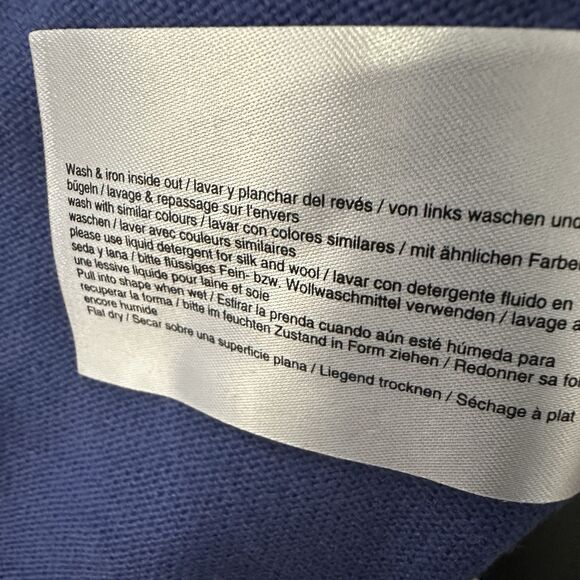 Wash & iron inside out / lavar y planchar del revés / von links waschen und
bügeln / lavage & repassage sur l'envers
wash with similar colours / lavar con colores similares / mit ähnlichen Farbe
waschen / laver avec couleurs similaires
please use liquid detergent for silk and wool / lavar con detergente fluido en
seda y lana / bitte flüssiges Fein- bzw. Wollwaschmittel verwenden / lavage a
une lessive liquide pour laine et soie
Pull into shape when wet / Estirar la prenda cuando aún esté húmeda para
recuperar la forma / bitte im feuchten Zustand in Form ziehen / Redonner sa fo
encore humide
Flat dry / Secar sobre una superficie plana / Liegend trocknen / Séchage à plat